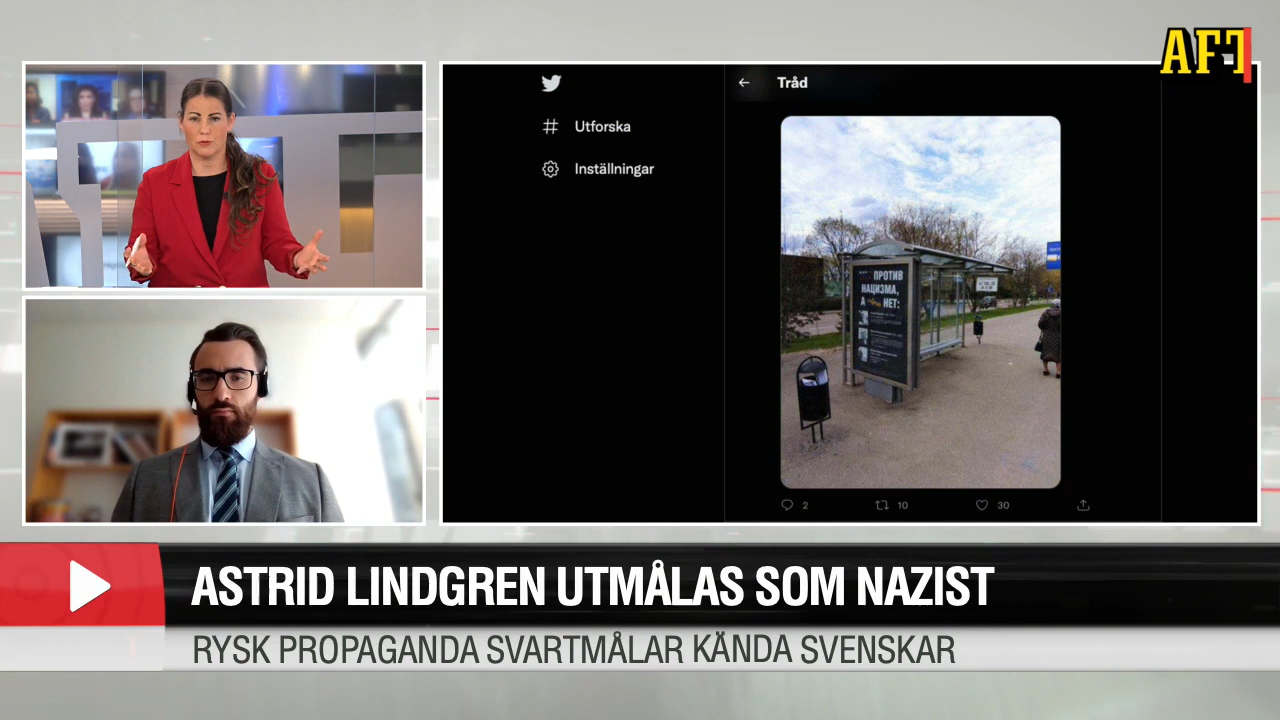 AFT
Tråd
Utforska
Inställningar
ПРОТИВ
НАЦИЗМА,
А
НЕТ:
2
10
30
ASTRID LINDGREN UTMÅLAS SOM NAZIST
RYSK PROPAGANDA SVARTMÅLAR KÄNDA SVENSKAR